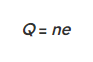 Q = ne